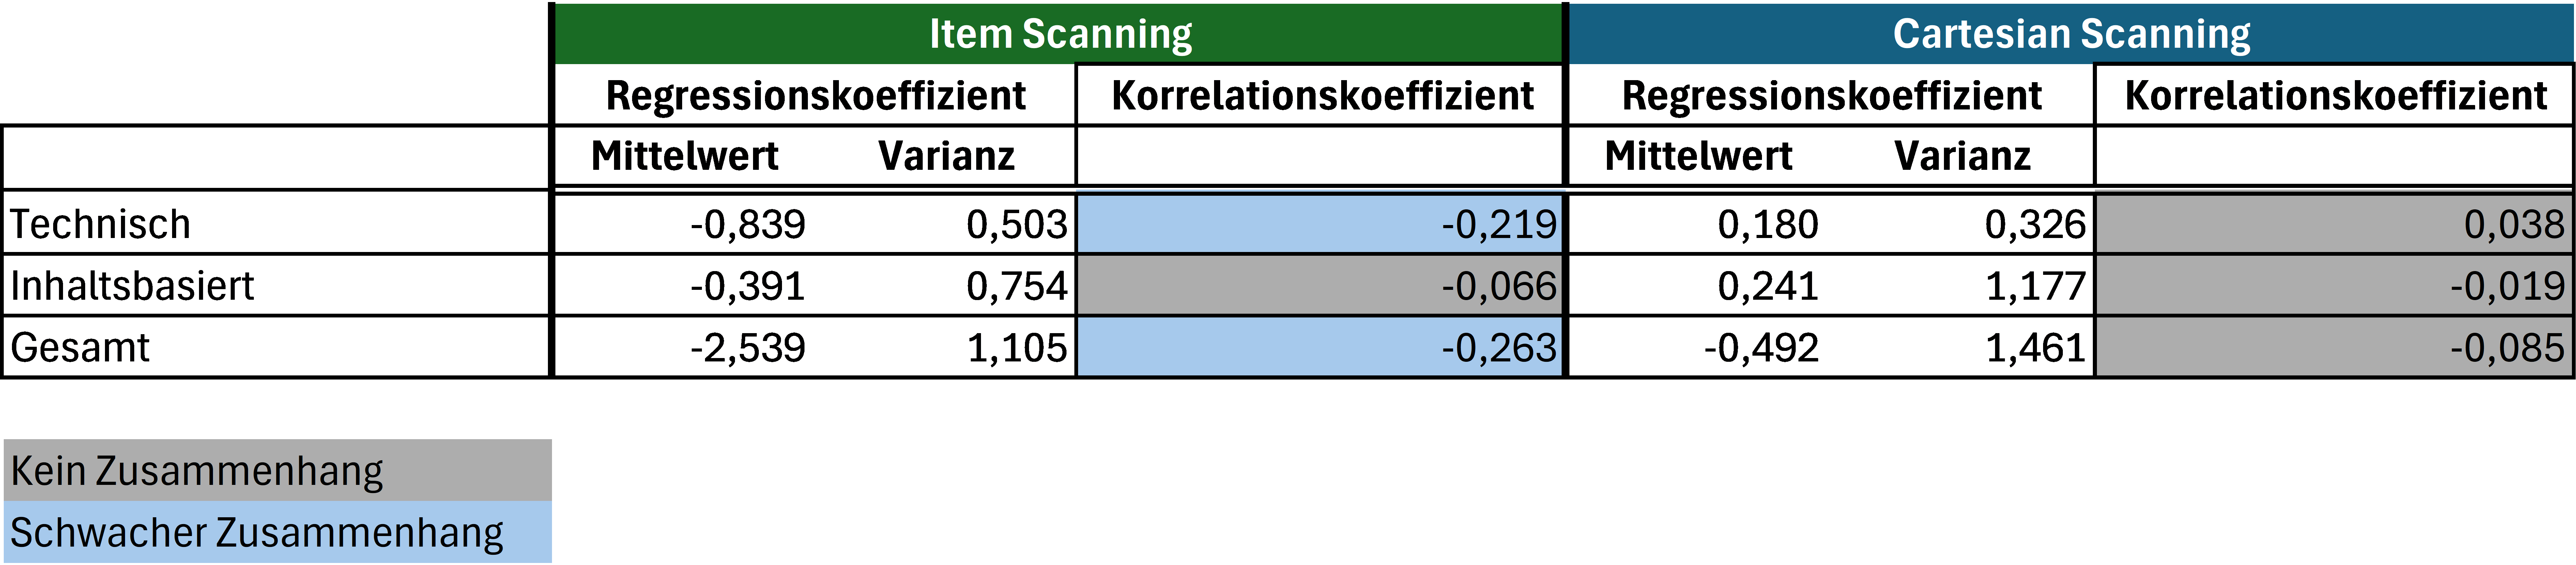 Item Scanning Cartesian Scanning
Regressionskoeffizient Korrelationskoeffizient Regressionskoeffizient Korrelationskoeffizient
Mittelwert Varianz Mittelwert Varianz
Technisch -0,839 0,503 -0,219 0,180 0,326 0,038
Inhaltsbasiert -0,391 0,754 -0,066 0,241 1,177 -0,019
Gesamt -2,539 1,105 -0,263 -0,492 1,461 -0,085
Kein Zusammenhang
Schwacher Zusammenhang